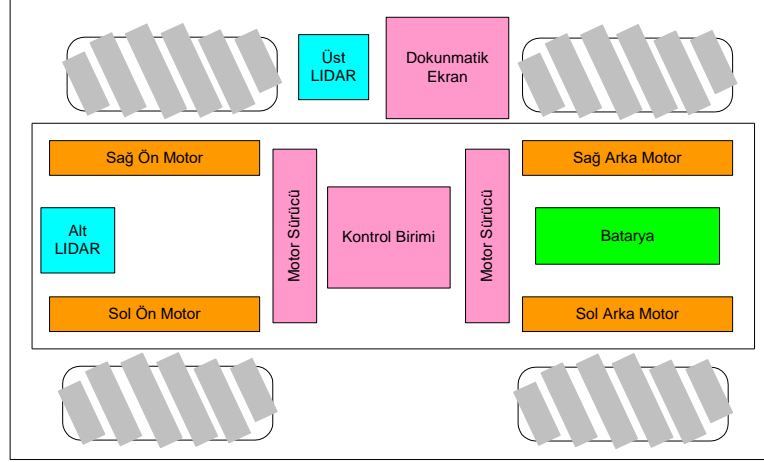 Üst
LIDAR
Dokunmatik
Ekran
Sağ Ön Motor
Sağ Arka Motor
Alt
LIDAR
Motor Sürücü
Kontrol Birimi
Motor Sürücü
Batarya
Sol Ön Motor
Sol Arka Motor